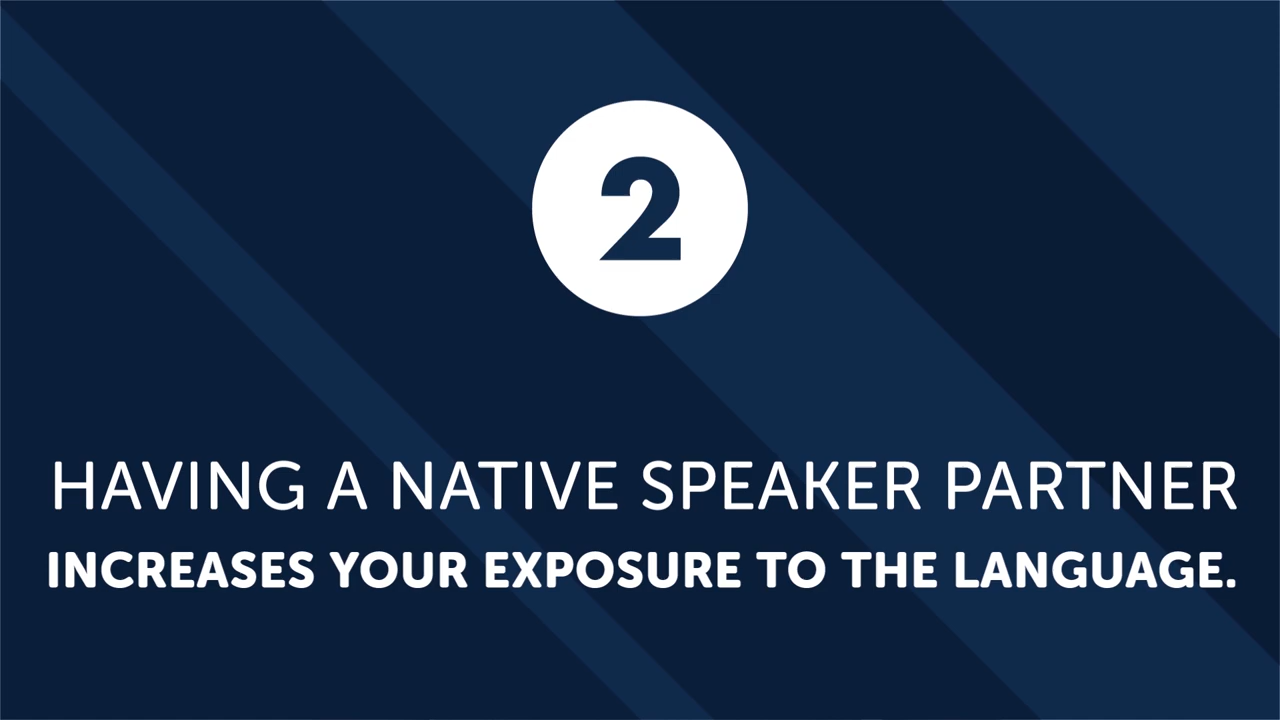 2
HAVING A NATIVE SPEAKER PARTNER
INCREASES YOUR EXPOSURE TO THE LANGUAGE.